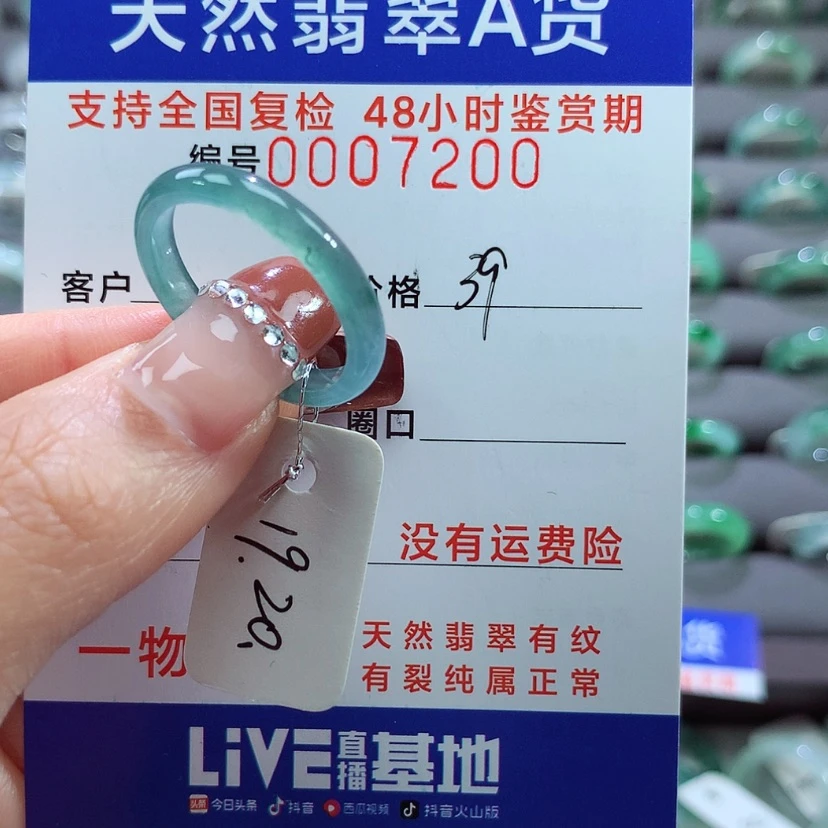 天然翡翠A货
支持全国复检 48小时鉴赏期
编号0007200
客户 价格 39
圈口
19.20.
没有运费险
一物
天然翡翠有纹
有裂纯属正常
货
LiVE直播基地
头条 今日头条 抖音 西瓜视频 抖音火山版